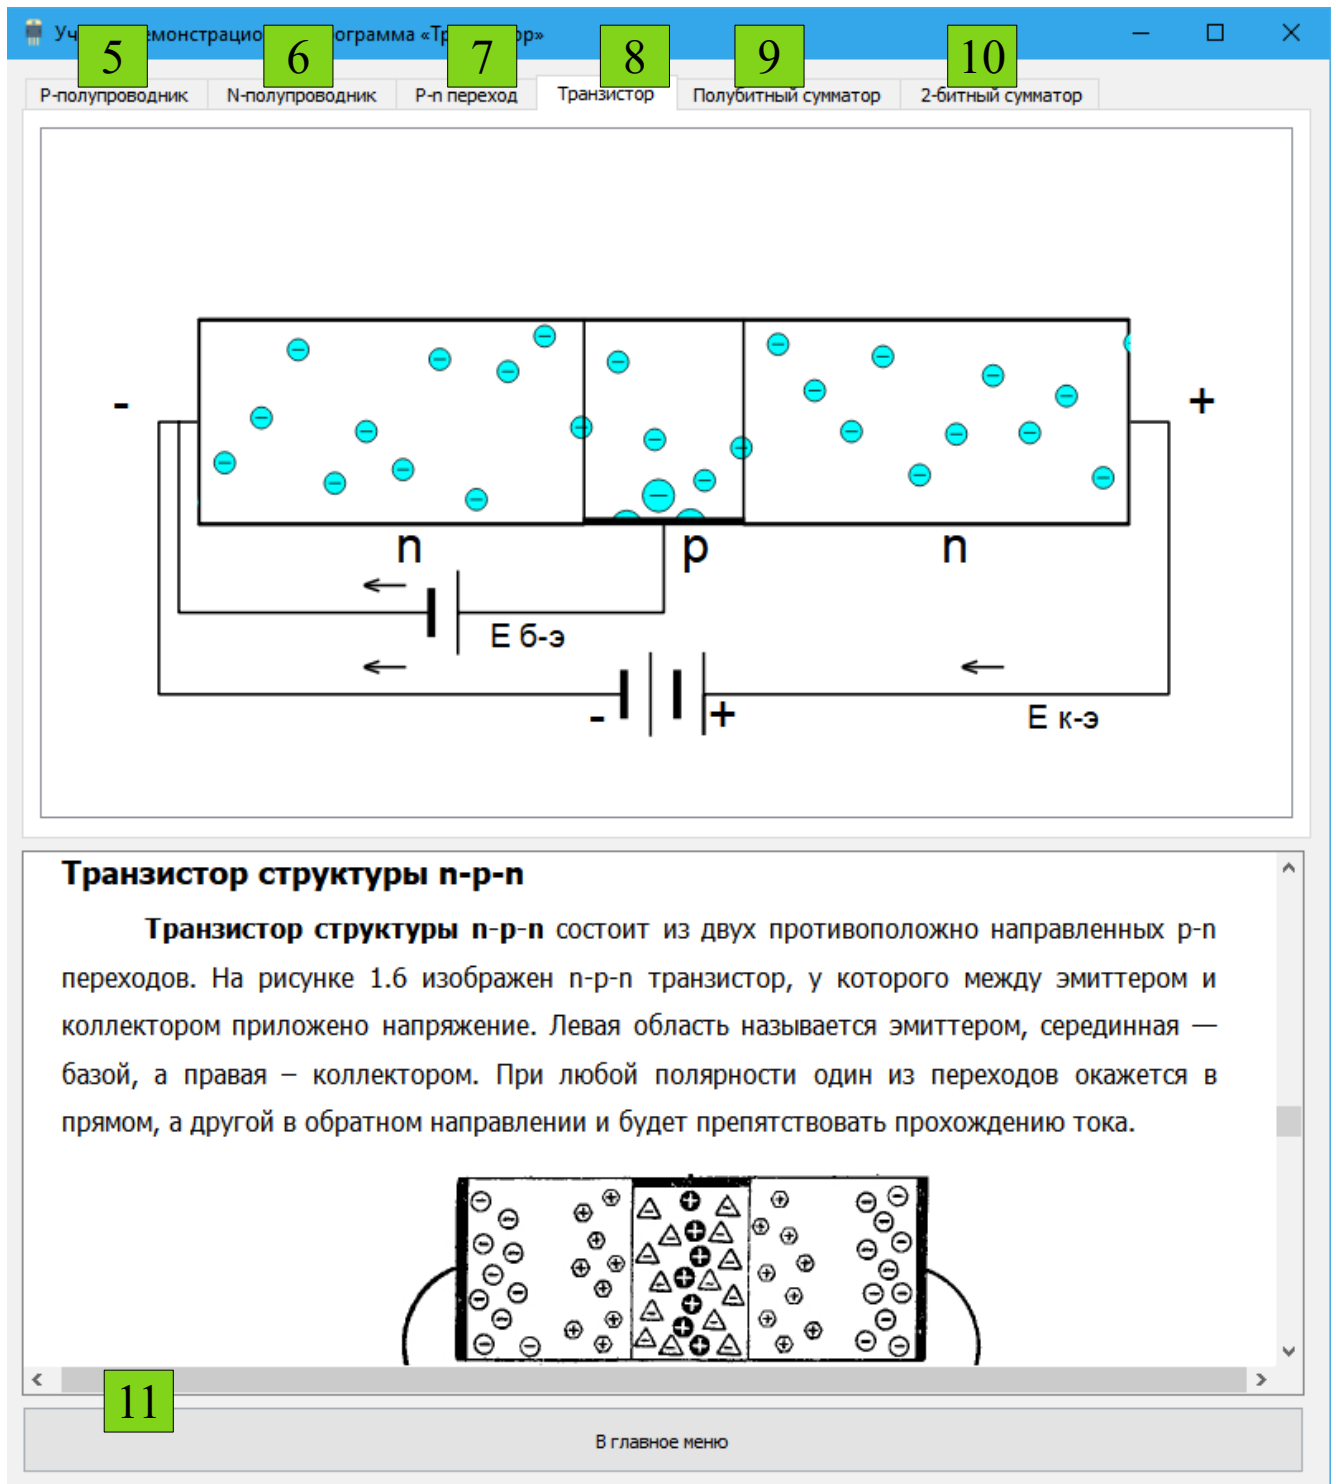 5 6 7 8 9 10
Р-полупроводник N-полупроводник Р-n переход Транзистор Полубитный сумматор 2-битный сумматор
- +
n p n
Е б-э
- +
Е к-э
Транзистор структуры n-p-n
Транзистор структуры n-p-n состоит из двух противоположно направленных p-n
переходов. На рисунке 1.6 изображен n-p-n транзистор, у которого между эмиттером и
коллектором приложено напряжение. Левая область называется эмиттером, серединная —
базой, а правая – коллектором. При любой полярности один из переходов окажется в
прямом, а другой в обратном направлении и будет препятствовать прохождению тока.
11
В главное меню